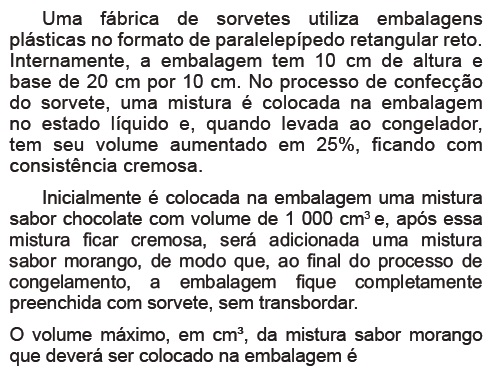 Uma fábrica de sorvetes utiliza embalagens
plásticas no formato de paralelepípedo retangular reto.
Internamente, a embalagem tem 10 cm de altura e
base de 20 cm por 10 cm. No processo de confecção
do sorvete, uma mistura é colocada na embalagem
no estado líquido e, quando levada ao congelador,
tem seu volume aumentado em 25%, ficando com
consistência cremosa.
Inicialmente é colocada na embalagem uma mistura
sabor chocolate com volume de 1 000 cm³ e, após essa
mistura ficar cremosa, será adicionada uma mistura
sabor morango, de modo que, ao final do processo de
congelamento, a embalagem fique completamente
preenchida com sorvete, sem transbordar.
O volume máximo, em cm³, da mistura sabor morango
que deverá ser colocado na embalagem é